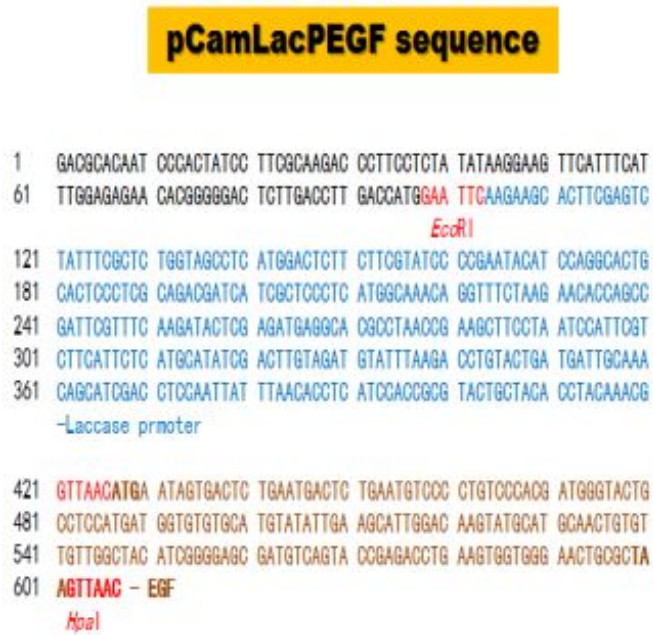 pCamLacPEGF sequence
1 GACGCACAAT CCCACTATCC TTCGCAAGAC CCTTCCTCTA TATAAGGAAG TTCATTTCAT
61 TTGGAGAGAA CACGGGGGAC TCTTGACCTT GACCATGGAA TTCAAGAAGC ACTTCGAGTC
EcoRI
121 TATTTCGCTC TGGTAGCCTC ATGGACTCTT CTTCGTATCC CCGAATACAT CCAGGCACTG
181 CACTCCCTCG CAGACGATCA TCGCTCCCTC ATGGCAAACA GGTTTCTAAG AACACCAGCC
241 GATTCGTTTC AAGATACTCG AGATGAGGCA CGCCTAACCG AAGCTTCCTA ATCCATTCGT
301 CTTCATTCTC ATGCATATCG ACTTGTAGAT GTATTTAAGA CCTGTACTGA TGATTGCAAA
361 CAGCATCGAC CTCCAATTAT TTAACACCTC ATCCACCGCG TACTGCTACA CCTACAAACG
-Laccase prmoter
421 GTTAACATGA ATAGTGACTC TGAATGACTC TGAATGTCCC CTGTCCCACG ATGGGTACTG
481 CCTCCATGAT GGTGTGTGCA TGTATATTGA AGCATTGGAC AAGTATGCAT GCAACTGTGT
541 TGTTGGCTAC ATCGGGGAGC GATGTCAGTA CCGAGACCTG AAGTGGTGGG AACTGCGCTA
601 AGTTAAC - EGF
HpaI